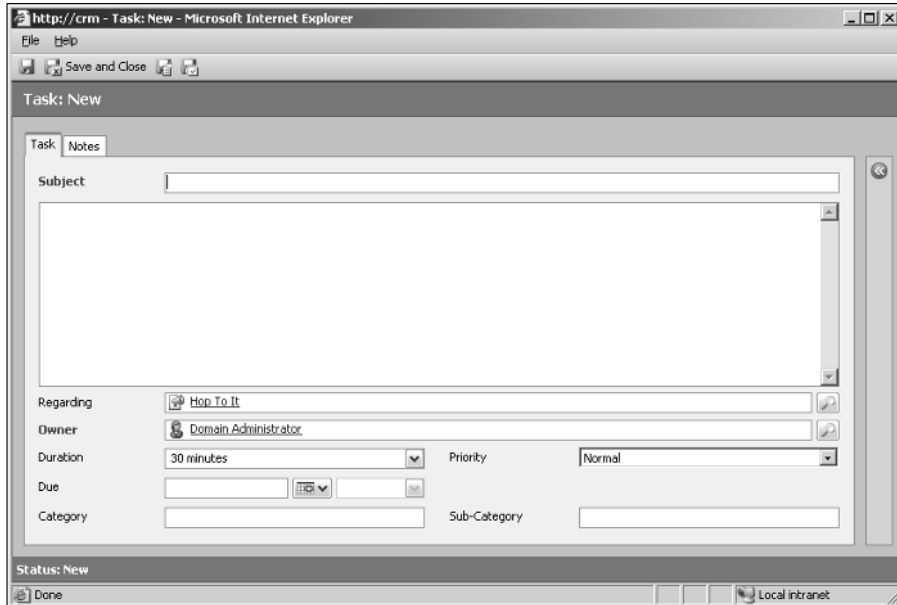 http://crm - Task: New - Microsoft Internet Explorer
File Help
Save and Close
Task: New
Task Notes
Subject
Regarding Hop To It
Owner Domain Administrator
Duration 30 minutes Priority Normal
Due
Category Sub-Category
Status: New
Done Local intranet